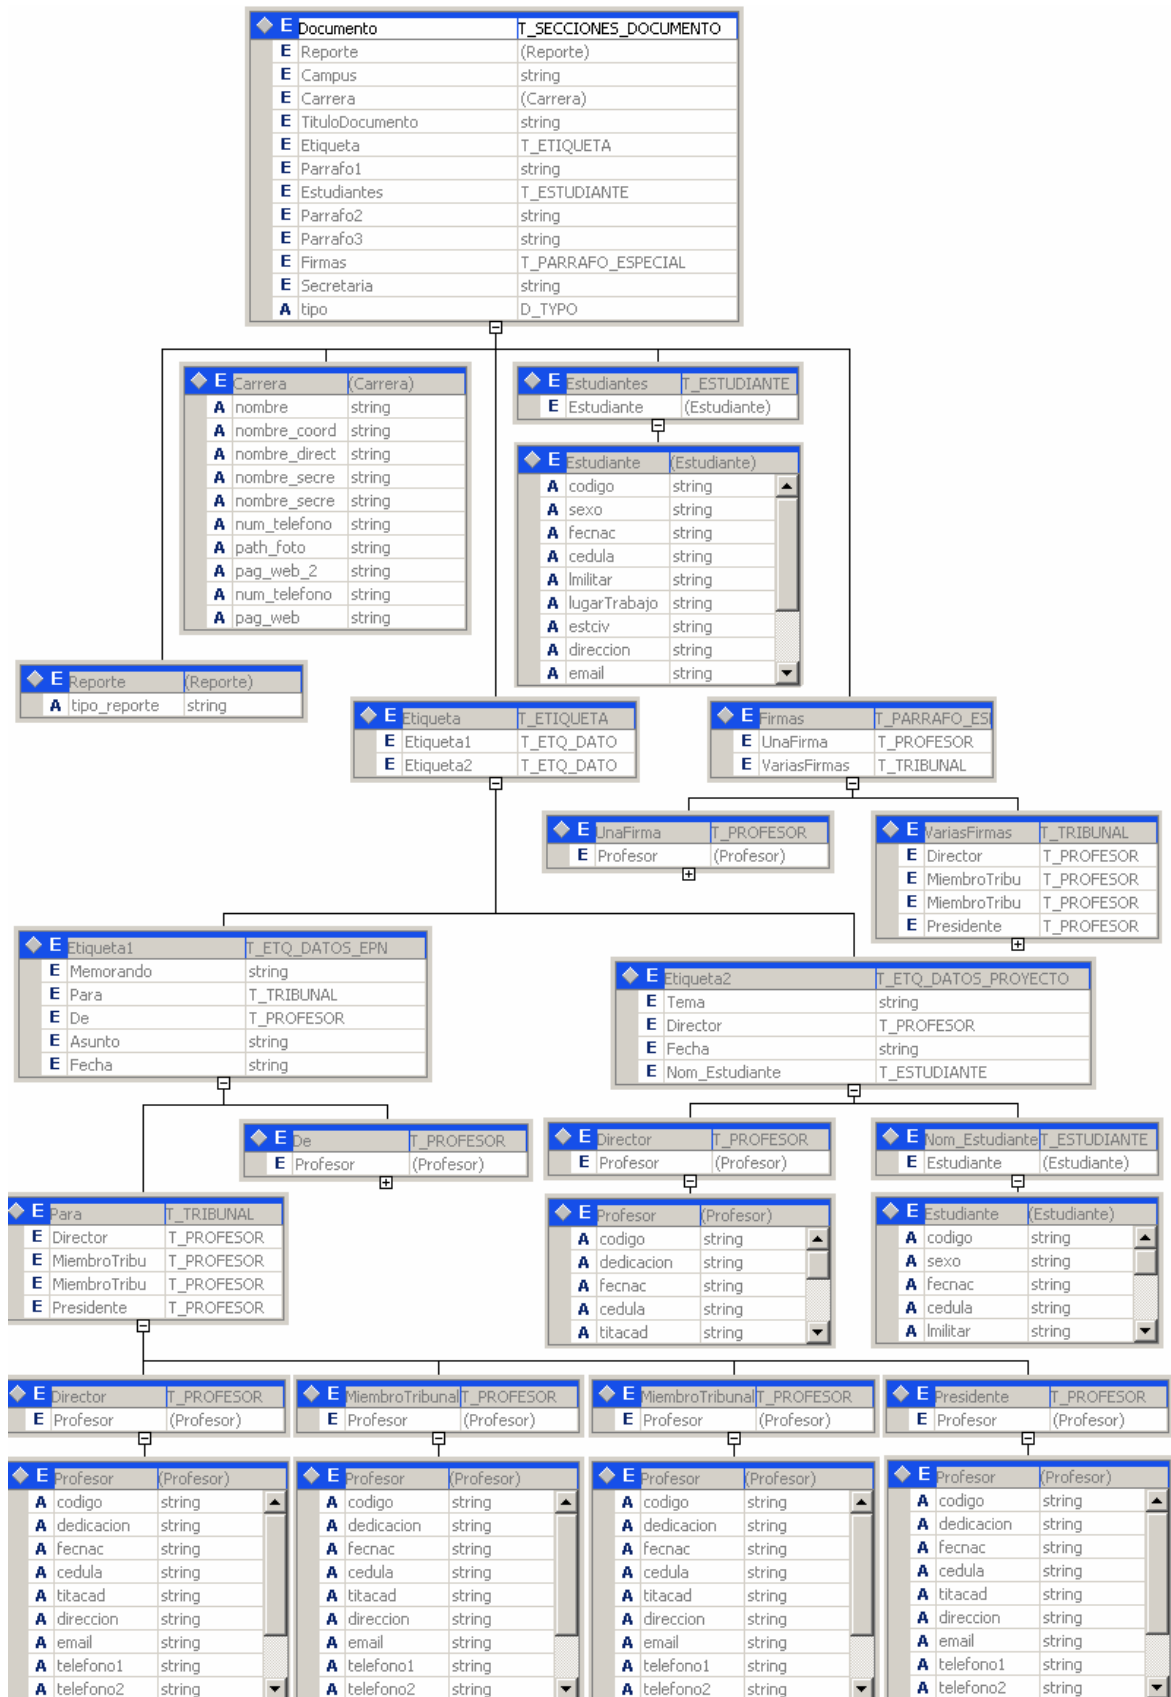 E Documento T_SECCIONES_DOCUMENTO
E Reporte (Reporte)
E Campus string
E Carrera (Carrera)
E TituloDocumento string
E Etiqueta T_ETIQUETA
E Parrafo1 string
E Estudiantes T_ESTUDIANTE
E Parrafo2 string
E Parrafo3 string
E Firmas T_PARRAFO_ESPECIAL
E Secretaria string
A tipo D_TYPO
E Carrera (Carrera)
A nombre string
A nombre_coord string
A nombre_direct string
A nombre_secre string
A nombre_secre string
A num_telefono string
A path_foto string
A pag_web_2 string
A num_telefono string
A pag_web string
E Estudiantes T_ESTUDIANTE
E Estudiante (Estudiante)
E Estudiante (Estudiante)
A codigo string
A sexo string
A fecnac string
A cedula string
A lmilitar string
A lugarTrabajo string
A estciv string
A direccion string
A email string
E Reporte (Reporte)
A tipo_reporte string
E Etiqueta T_ETIQUETA
E Etiqueta1 T_ETQ_DATO
E Etiqueta2 T_ETQ_DATO
E Firmas T_PARRAFO_ES
E UnaFirma T_PROFESOR
E VariasFirmas T_TRIBUNAL
E UnaFirma T_PROFESOR
E Profesor (Profesor)
E VariasFirmas T_TRIBUNAL
E Director T_PROFESOR
E MiembroTribu T_PROFESOR
E MiembroTribu T_PROFESOR
E Presidente T_PROFESOR
E Etiqueta1 T_ETQ_DATOS_EPN
E Memorando string
E Para T_TRIBUNAL
E De T_PROFESOR
E Asunto string
E Fecha string
E Etiqueta2 T_ETQ_DATOS_PROYECTO
E Tema string
E Director T_PROFESOR
E Fecha string
E Nom_Estudiante T_ESTUDIANTE
E De T_PROFESOR
E Profesor (Profesor)
E Director T_PROFESOR
E Profesor (Profesor)
E Nom_Estudiante T_ESTUDIANTE
E Estudiante (Estudiante)
E Para T_TRIBUNAL
E Director T_PROFESOR
E MiembroTribu T_PROFESOR
E MiembroTribu T_PROFESOR
E Presidente T_PROFESOR
E Profesor (Profesor)
A codigo string
A dedicacion string
A fecnac string
A cedula string
A titacad string
E Estudiante (Estudiante)
A codigo string
A sexo string
A fecnac string
A cedula string
A lmilitar string
E Director T_PROFESOR
E Profesor (Profesor)
E MiembroTribunal T_PROFESOR
E Profesor (Profesor)
E MiembroTribunal T_PROFESOR
E Profesor (Profesor)
E Presidente T_PROFESOR
E Profesor (Profesor)
E Profesor (Profesor)
A codigo string
A dedicacion string
A fecnac string
A cedula string
A titacad string
A direccion string
A email string
A telefono1 string
A telefono2 string
E Profesor (Profesor)
A codigo string
A dedicacion string
A fecnac string
A cedula string
A titacad string
A direccion string
A email string
A telefono1 string
A telefono2 string
E Profesor (Profesor)
A codigo string
A dedicacion string
A fecnac string
A cedula string
A titacad string
A direccion string
A email string
A telefono1 string
A telefono2 string
E Profesor (Profesor)
A codigo string
A dedicacion string
A fecnac string
A cedula string
A titacad string
A direccion string
A email string
A telefono1 string
A telefono2 string